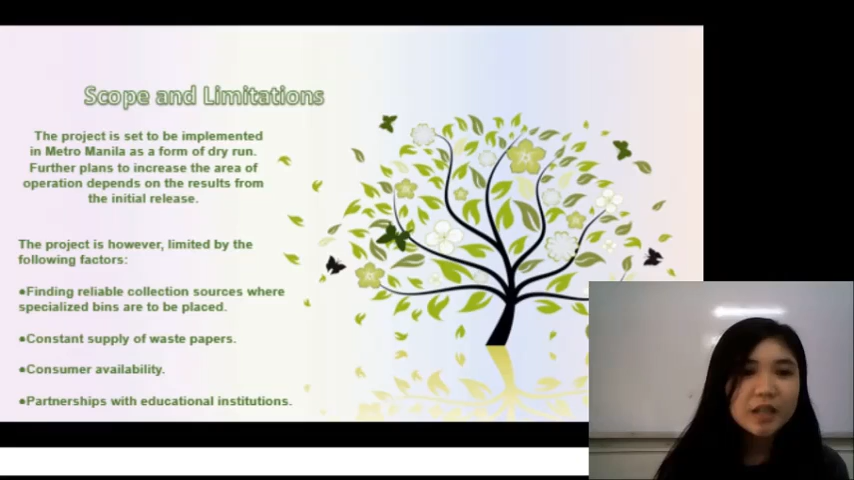 Scope and Limitations
The project is set to be implemented
in Metro Manila as a form of dry run.
Further plans to increase the area of
operation depends on the results from
the initial release.
The project is however, limited by the
following factors:
●Finding reliable collection sources where
specialized bins are to be placed.
●Constant supply of waste papers.
●Consumer availability.
●Partnerships with educational institutions.